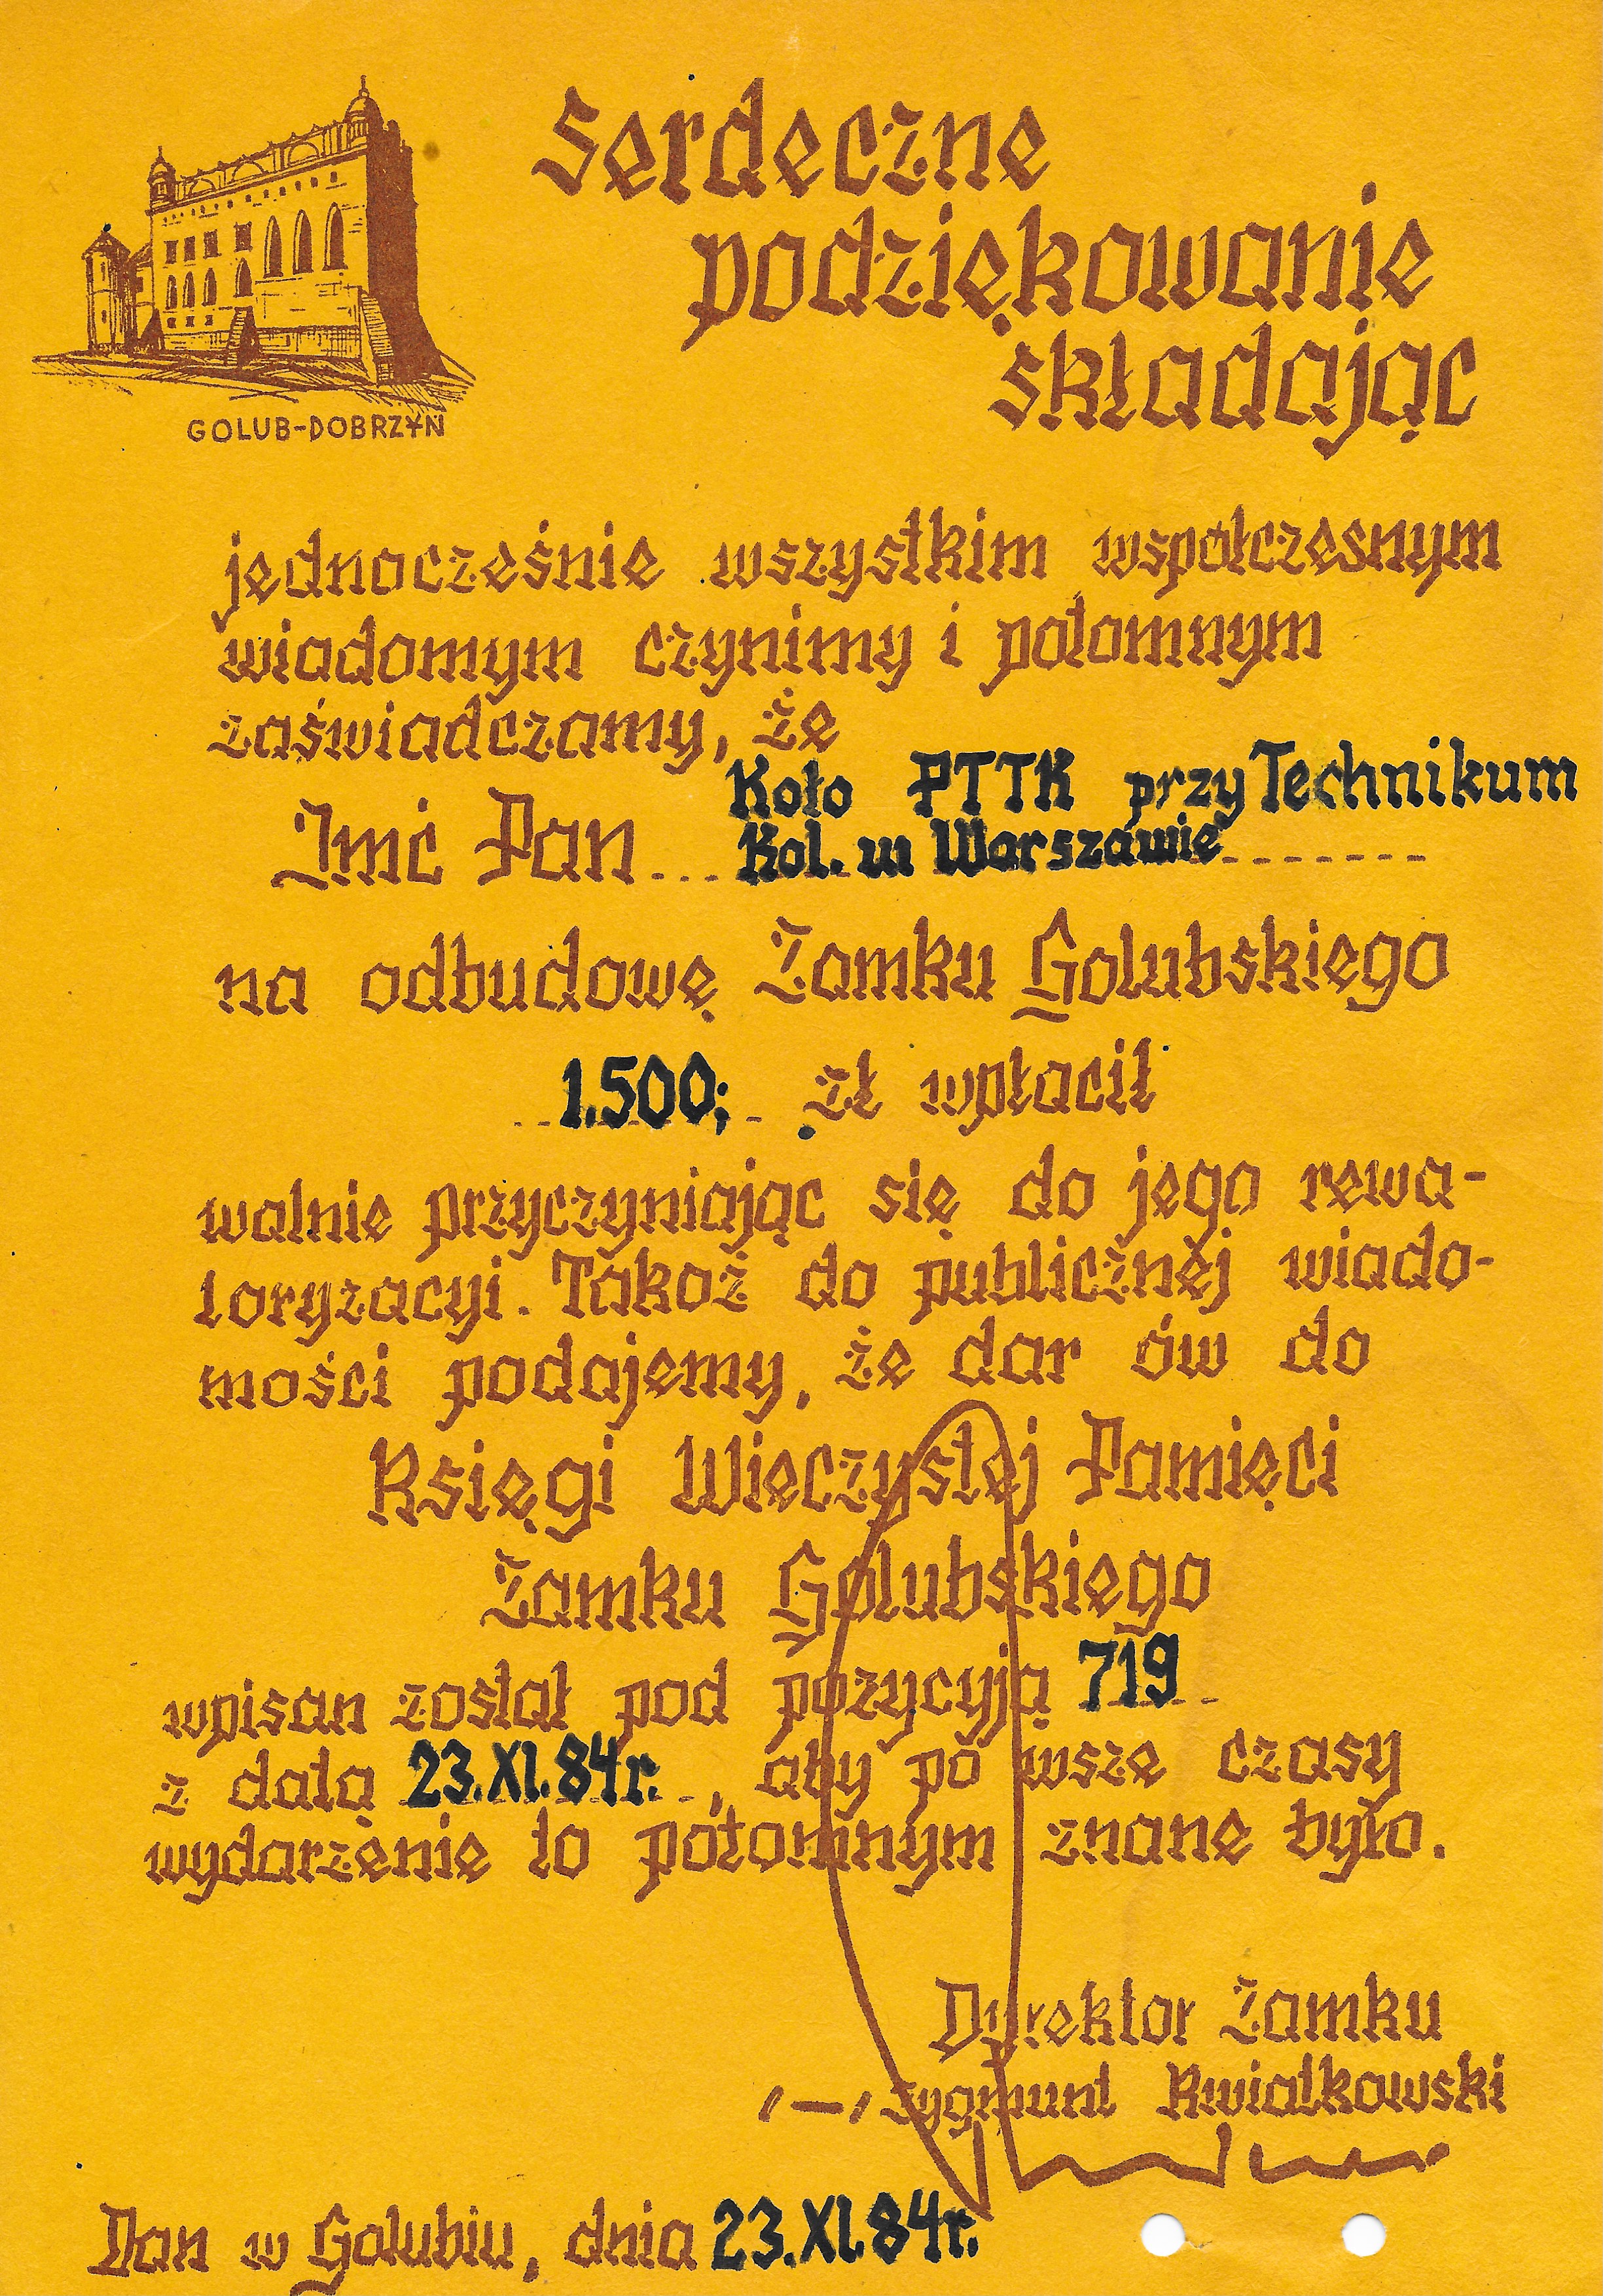 Serdeczne
podziękowanie
składając
GOLUB-DOBRZYŃ
jednocześnie wszystkim współczesnym
wiadomym czynimy i potomnym
zaświadczamy, że
Koło PTTK przy Technikum
Imć Pan... Kol. w Warszawie
na odbudowę Zamku Golubskiego
1.500; zł wpłacił
walnie przyczyniając się do jego rewa-
loryzacyi. Takoż do publicznej wiado-
mości podajemy, że dar ów do
Księgi Wieczystej Pamięci
Zamku Golubskiego
wpisan został pod pozycyją 719
z datą 23.XI.84r. , aby po wsze czasy
wydarzenie to potomnym znane było.
Dyrektor Zamku
/-/ Zygmunt Kwiatkowski
Dan w Golubiu, dnia 23.XI.84r.